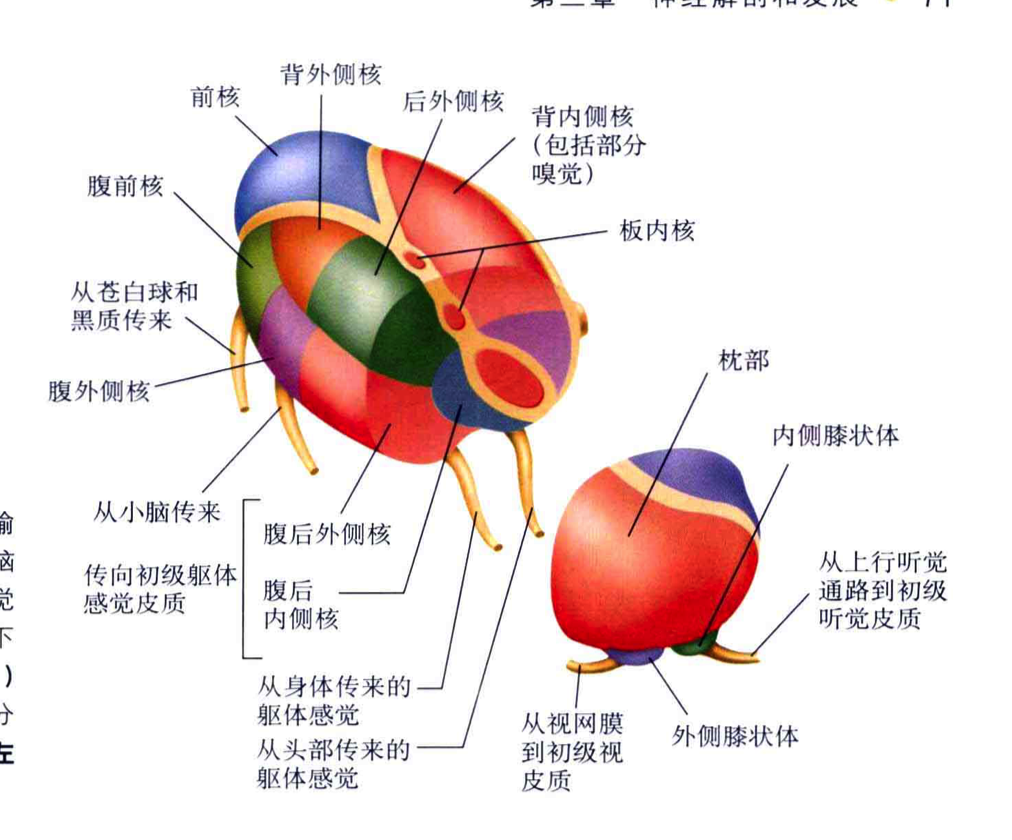 背外侧核
前核
后外侧核
背内侧核
(包括部分
嗅觉)
腹前核
板内核
从苍白球和
黑质传来
腹外侧核
枕部
内侧膝状体
从小脑传来
腹后外侧核
传向初级躯体
感觉皮质
腹后
内侧核
从上行听觉
通路到初级
听觉皮质
从身体传来的
躯体感觉
从头部传来的
躯体感觉
从视网膜
到初级视
皮质
外侧膝状体
脑
觉
下
)
分
左